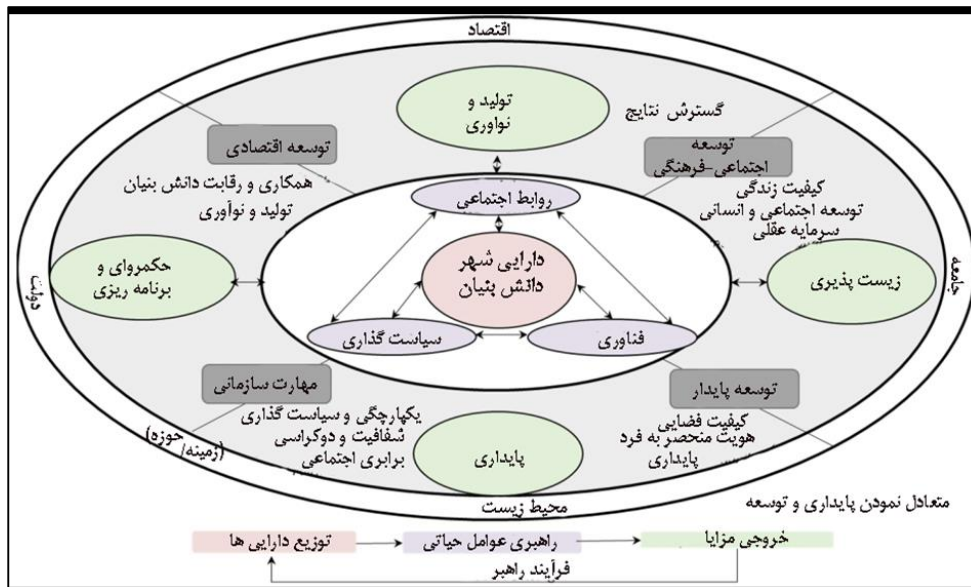 اقتصاد
تولید و
نواوری
گسترش نتایج
توسعه اقتصادی
توسعه
اجتماعی-فرهنگی
همکاری و رقابت دانش بنیان
تولید و نوآوری
کیفیت زندگی
توسعه اجتماعی و انسانی
سرمایه عقلی
روابط اجتماعی
دارایی شهر
دانش بنیان
حکمروای و
برنامه ریزی
زیست پذیری
دولت
جامعه
سیاست گذاری
فناوری
مهارت سازمانی
توسعه پایدار
یکپارچگی و سیاست گذاری
شفافیت و دوکراسی
برابری اجتماعی
کیفیت فضایی
هویت منحصر به فرد
پایداری
پایداری
(زمینه/حوزه)
محیط زیست
متعادل نمودن پایداری و توسعه
خروجی مزایا
راهبری عوامل حیاتی
توزیع دارایی ها
فرآیند راهبر